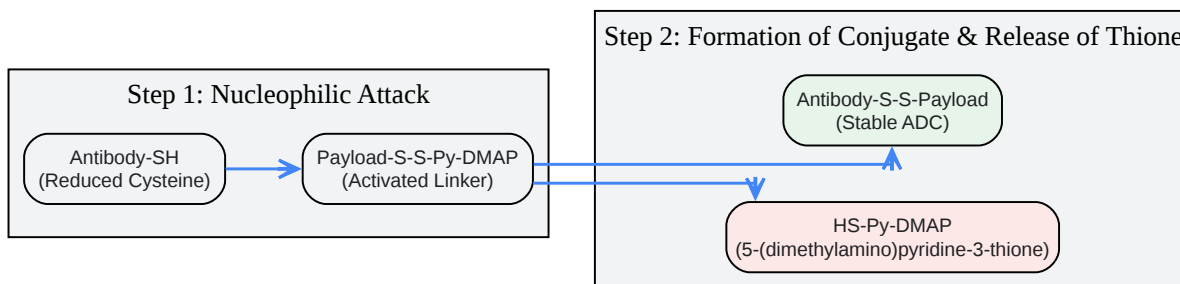 Step 1: Nucleophilic Attack
Antibody-SH
(Reduced Cysteine)
Payload-S-S-Py-DMAP
(Activated Linker)
Step 2: Formation of Conjugate & Release of Thione
Antibody-S-S-Payload
(Stable ADC)
HS-Py-DMAP
(5-(dimethylamino)pyridine-3-thione)